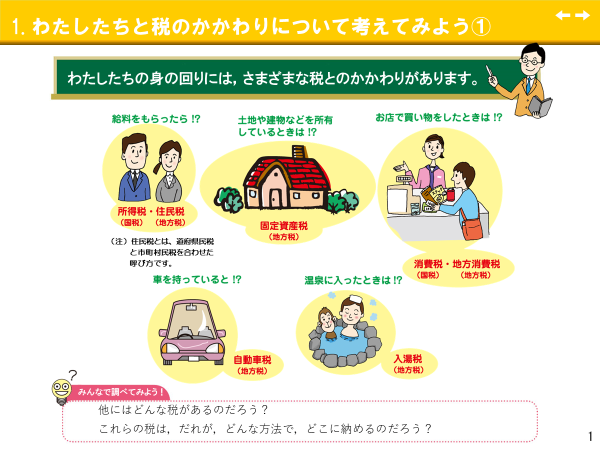 1. わたしたちと税のかかわりについて考えてみよう①
わたしたちの身の回りには，さまざまな税とのかかわりがあります。
給料をもらったら!?
所得税・住民税
（国税）（地方税）
（注）住民税とは、道府県民税
と市町村民税を合わせた
呼び方です。
土地や建物などを所有
しているときは!?
固定資産税
（地方税）
お店で買い物をしたときは!?
消費税・地方消費税
（国税）（地方税）
車を持っていると!?
自動車税
（地方税）
温泉に入ったときは!?
入湯税
（地方税）
?
みんなで調べてみよう！
他にはどんな税があるのだろう？
これらの税は，だれが，どんな方法で，どこに納めるのだろう？
1